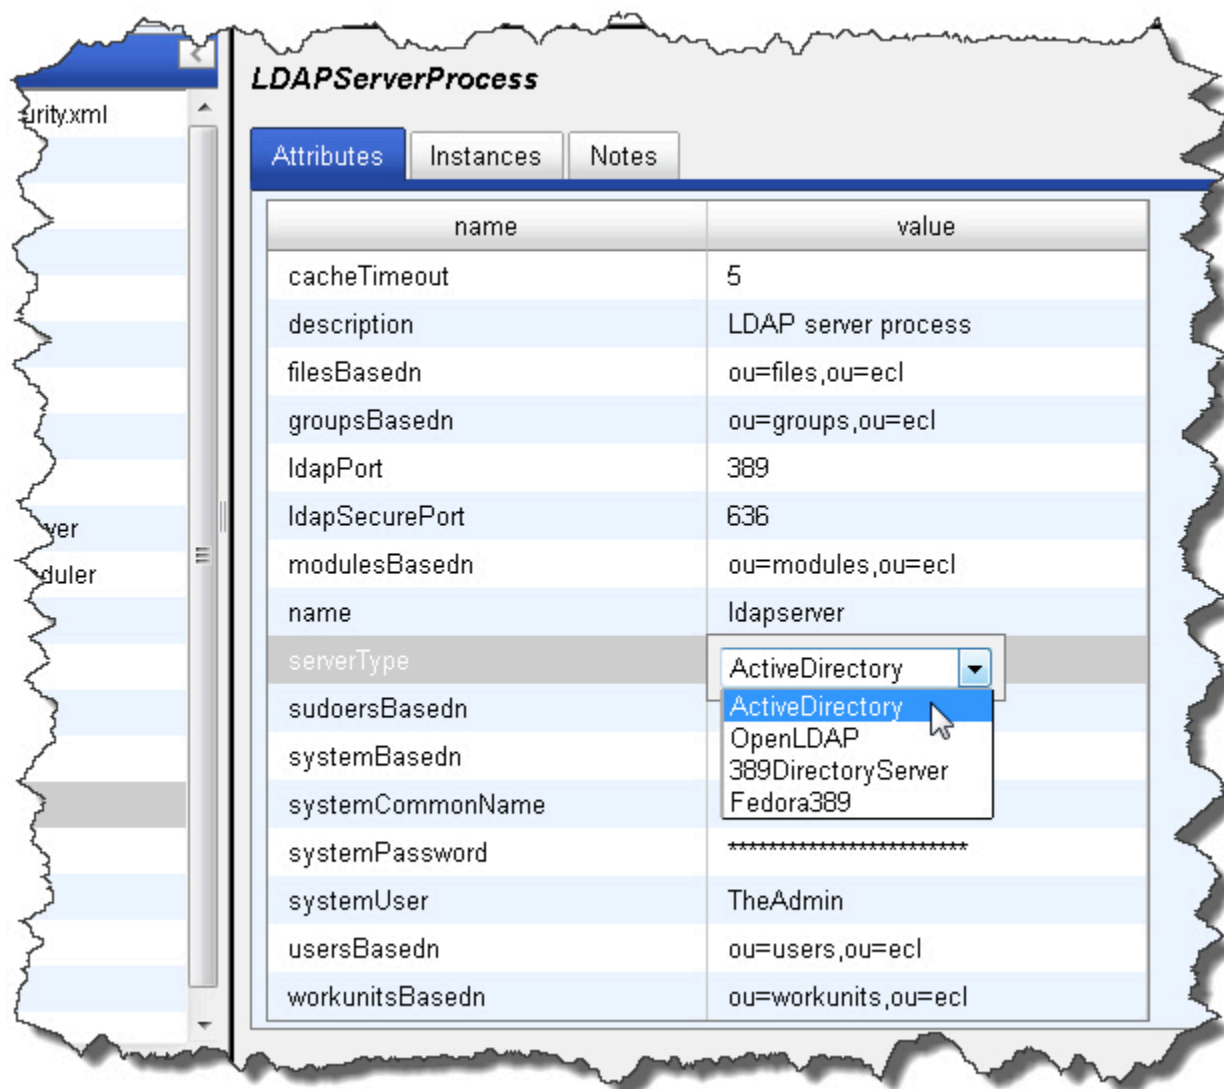 LDAPServerProcess
Attributes Instances Notes
urity.xml
ver
duler
name value
cacheTimeout 5
description LDAP server process
filesBasedn ou=files,ou=ecl
groupsBasedn ou=groups,ou=ecl
ldapPort 389
ldapSecurePort 636
modulesBasedn ou=modules,ou=ecl
name ldapserver
serverType ActiveDirectory
ActiveDirectory
OpenLDAP
389DirectoryServer
Fedora389
sudoersBasedn
systemBasedn
systemCommonName
systemPassword ************************
systemUser TheAdmin
usersBasedn ou=users,ou=ecl
workunitsBasedn ou=workunits,ou=ecl